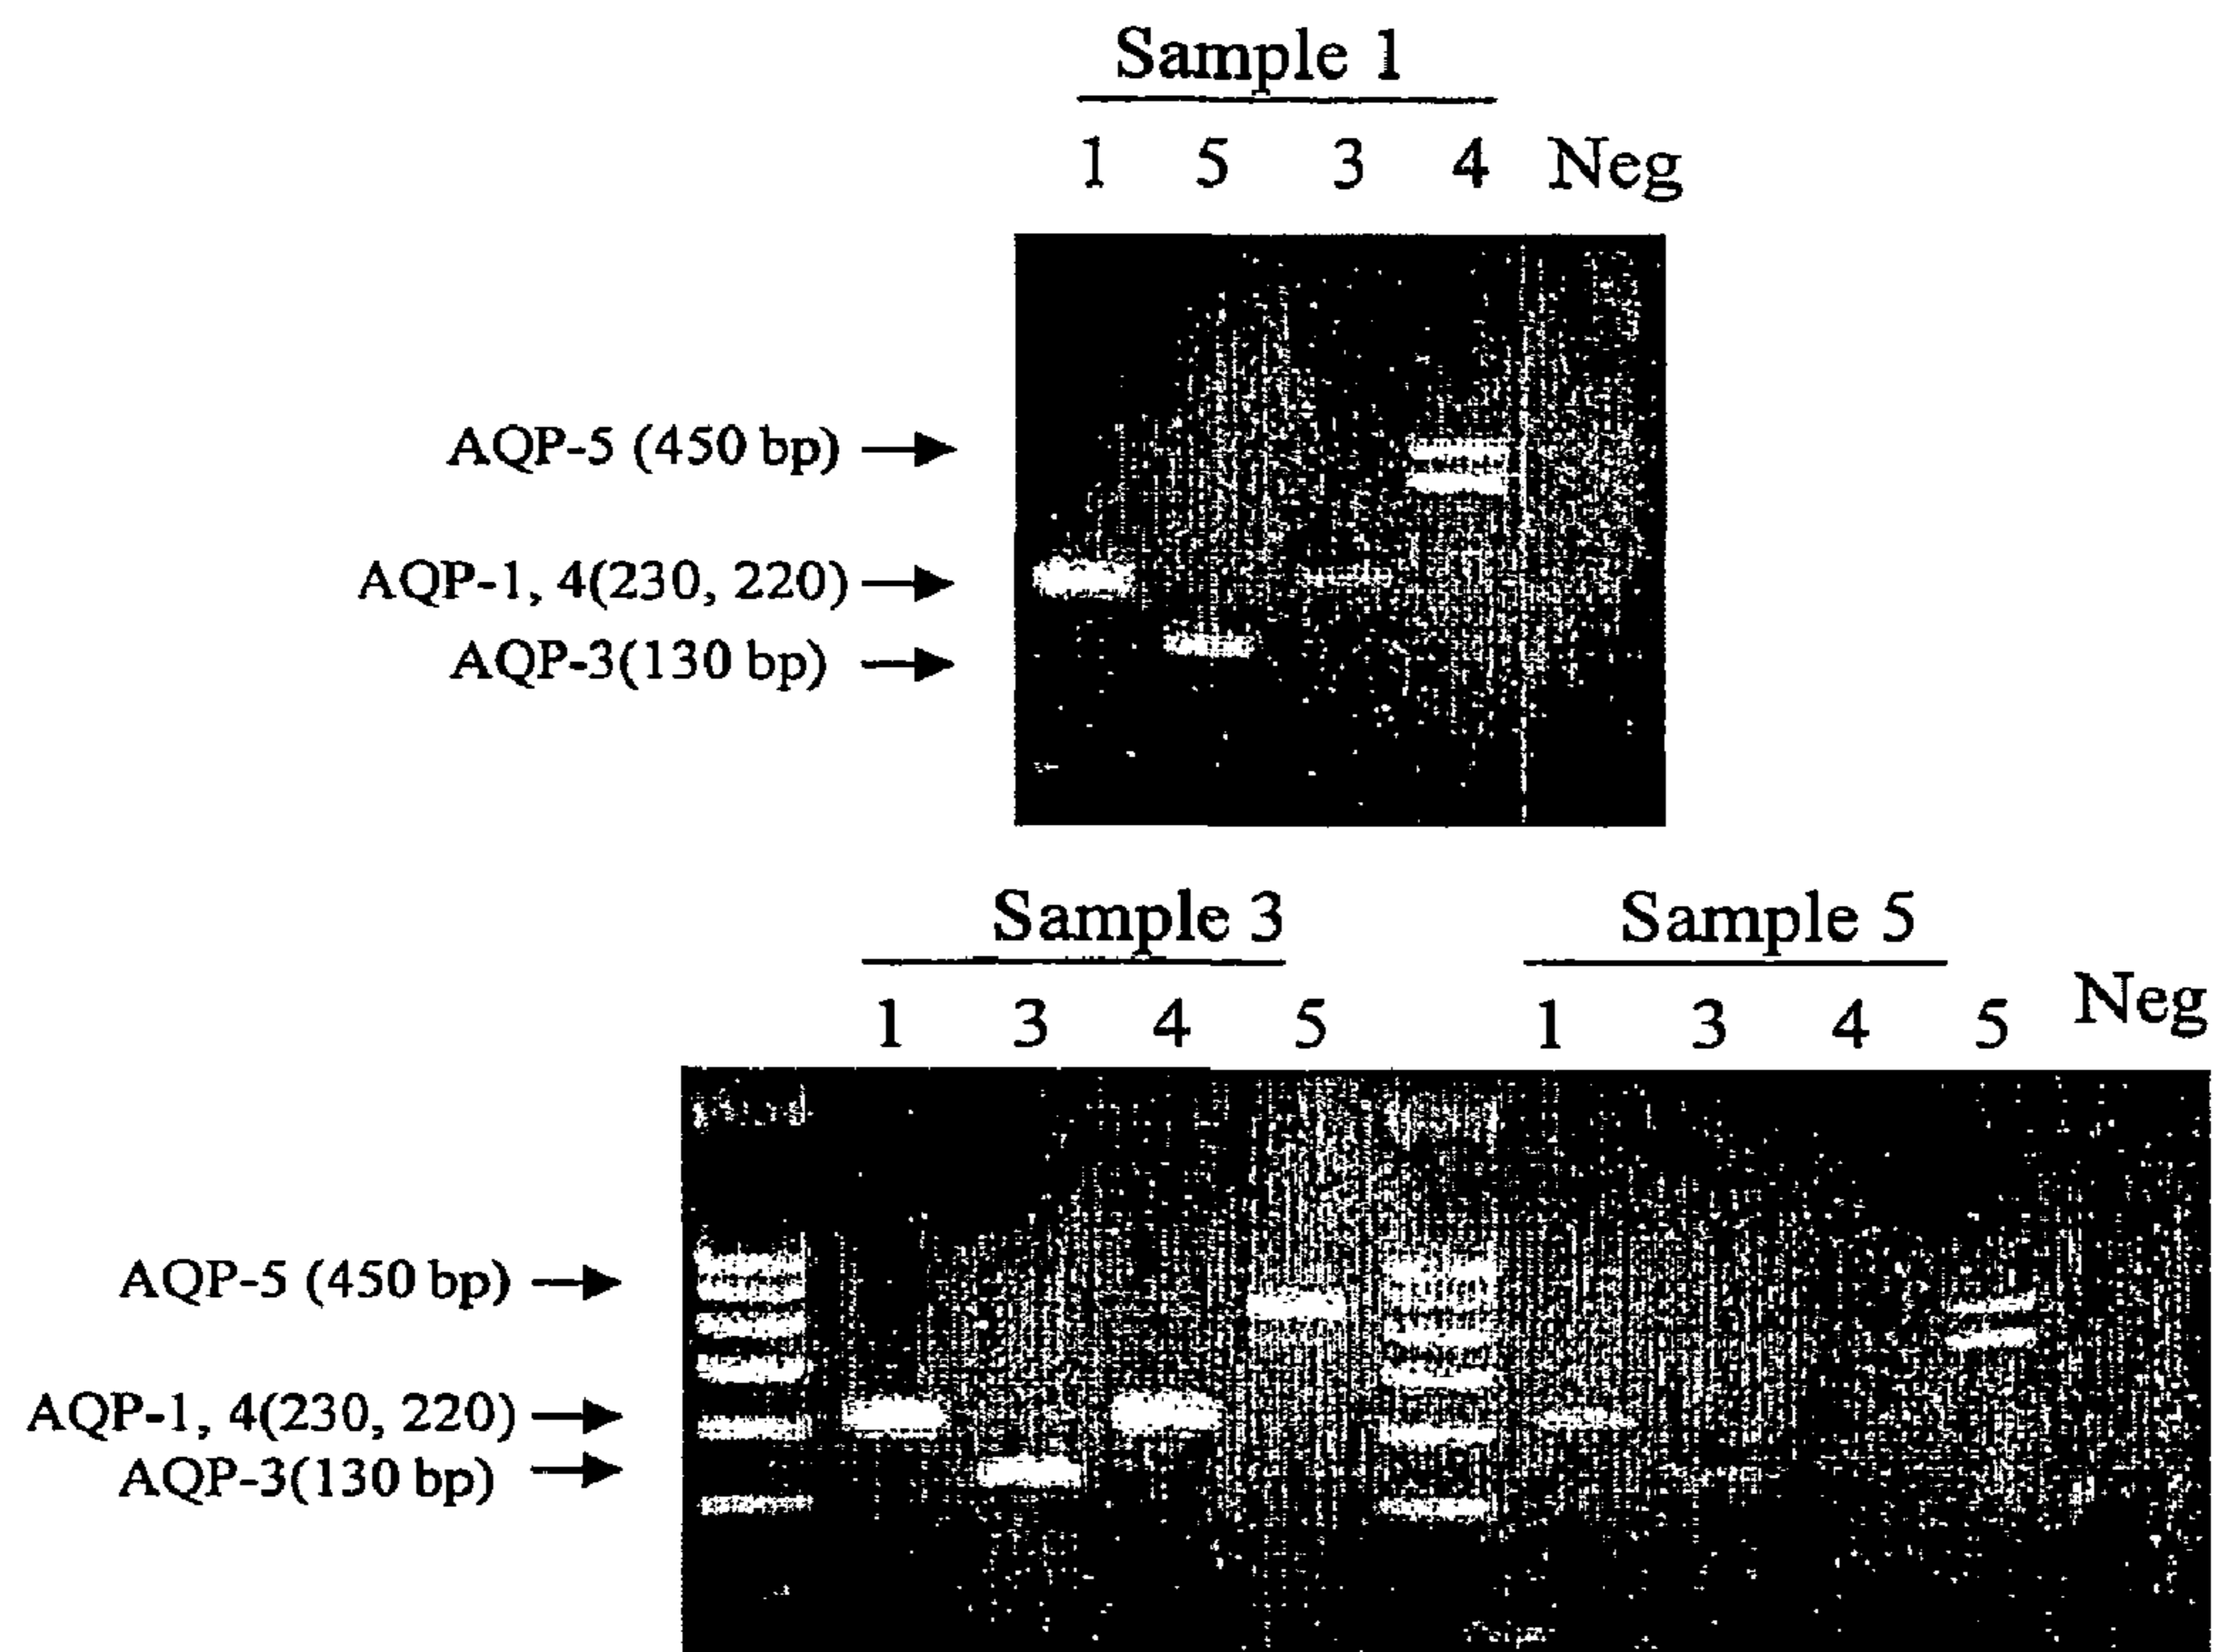 Sample 1
1 5 3 4 Neg
AQP-5 (450 bp)
AQP-1, 4(230, 220)
AQP-3(130 bp)
Sample 3 Sample 5
1 3 4 5 1 3 4 5 Neg
AQP-5 (450 bp)
AQP-1, 4(230, 220)
AQP-3(130 bp)